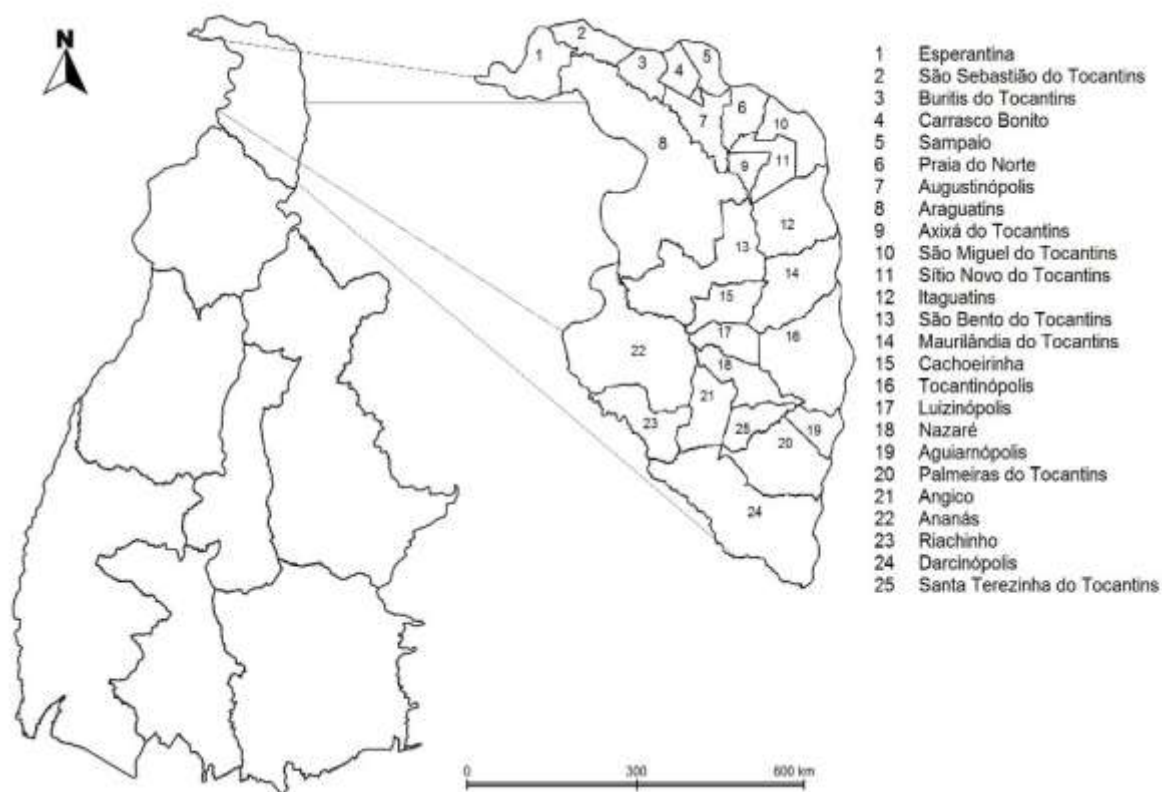 N
1
2
3
4
5
6
7
8
9
10
11
12
13
14
15
16
17
18
19
20
21
22
23
24
25
1 Esperantina
2 São Sebastião do Tocantins
3 Buritis do Tocantins
4 Carrasco Bonito
5 Sampaio
6 Praia do Norte
7 Augustinópolis
8 Araguatins
9 Axixá do Tocantins
10 São Miguel do Tocantins
11 Sítio Novo do Tocantins
12 Itaguatins
13 São Bento do Tocantins
14 Maurilândia do Tocantins
15 Cachoeirinha
16 Tocantinópolis
17 Luizinópolis
18 Nazaré
19 Aguiarnópolis
20 Palmeiras do Tocantins
21 Angico
22 Ananás
23 Riachinho
24 Darcinópolis
25 Santa Terezinha do Tocantins
0 300 600 km